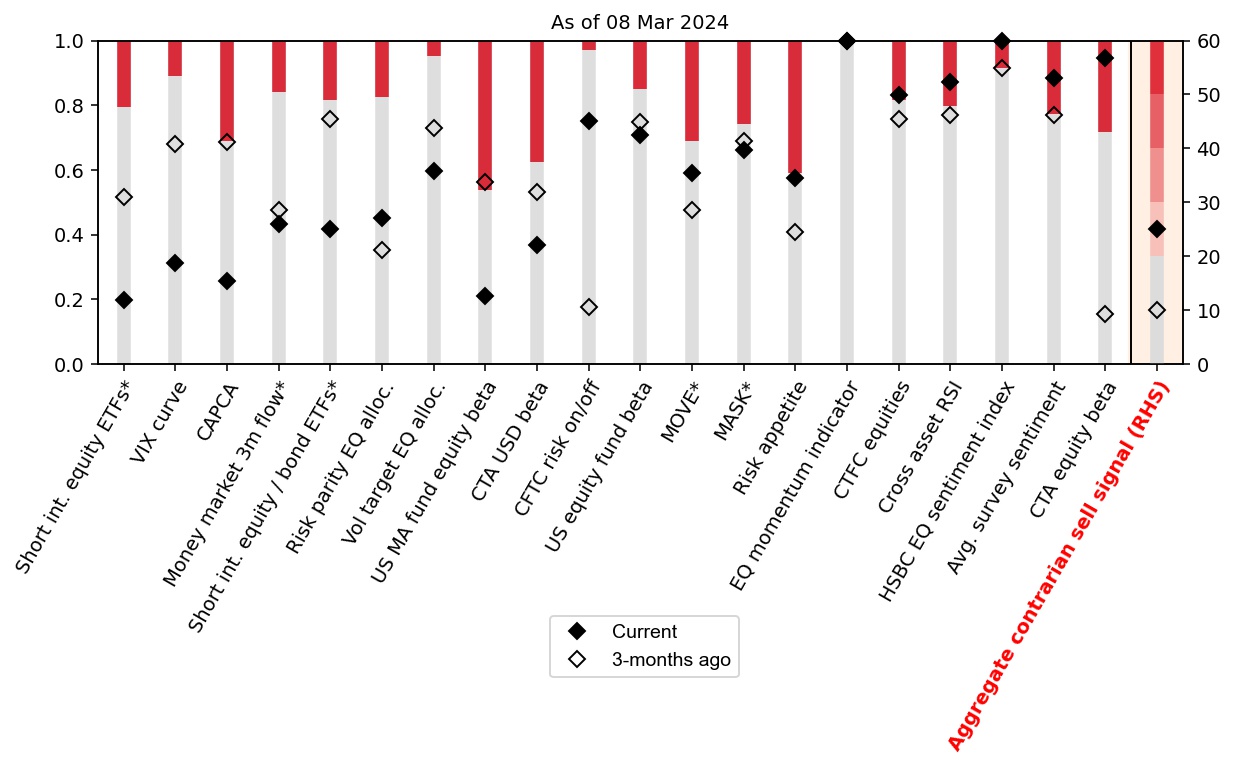 As of 08 Mar 2024
1.0
0.8
0.6
0.4
0.2
0.0
60
50
40
30
20
10
0
Short int. equity ETFs*
VIX curve
CAPCA
Money market 3m flow*
Short int. equity / bond ETFs*
Risk parity EQ alloc.
Vol target EQ alloc.
US MA fund equity beta
CTA USD beta
CFTC risk on/off
US equity fund beta
MOVE*
MASK*
Risk appetite
EQ momentum indicator
CTFC equities
Cross asset RSI
HSBC EQ sentiment index
Avg. survey sentiment
CTA equity beta
Aggregate contrarian sell signal (RHS)
Current
3-months ago